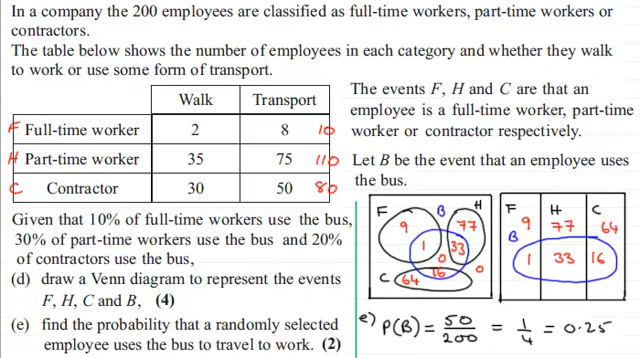 In a company the 200 employees are classified as full-time workers, part-time workers or
contractors.
The table below shows the number of employees in each category and whether they walk
to work or use some form of transport.
Walk Transport
F Full-time worker 2 8 10
H Part-time worker 35 75 110
C Contractor 30 50 80
Given that 10% of full-time workers use the bus,
30% of part-time workers use the bus and 20%
of contractors use the bus,
(d) draw a Venn diagram to represent the events
F, H, C and B, (4)
(e) find the probability that a randomly selected
employee uses the bus to travel to work. (2)
The events F, H and C are that an
employee is a full-time worker, part-time
worker or contractor respectively.
Let B be the event that an employee uses
the bus.
F B H
9 77
1 33
0
C 64 16 0
F H C
9 77 64
B
1 33 16
e) P(B) = 50/200 = 1/4 = 0.25